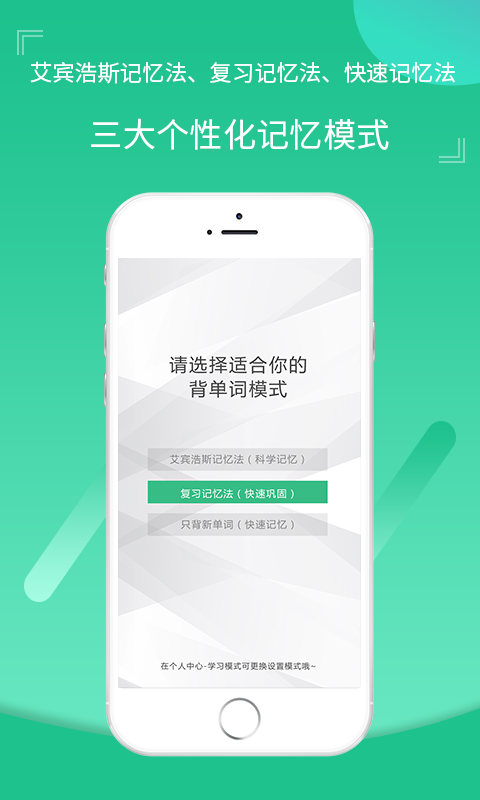 艾宾浩斯记忆法、复习记忆法、快速记忆法
三大个性化记忆模式
请选择适合你的
背单词模式
艾宾浩斯记忆法（科学记忆）
复习记忆法（快速巩固）
只背新单词（快速记忆）
在个人中心-学习模式可更换设置模式哦~